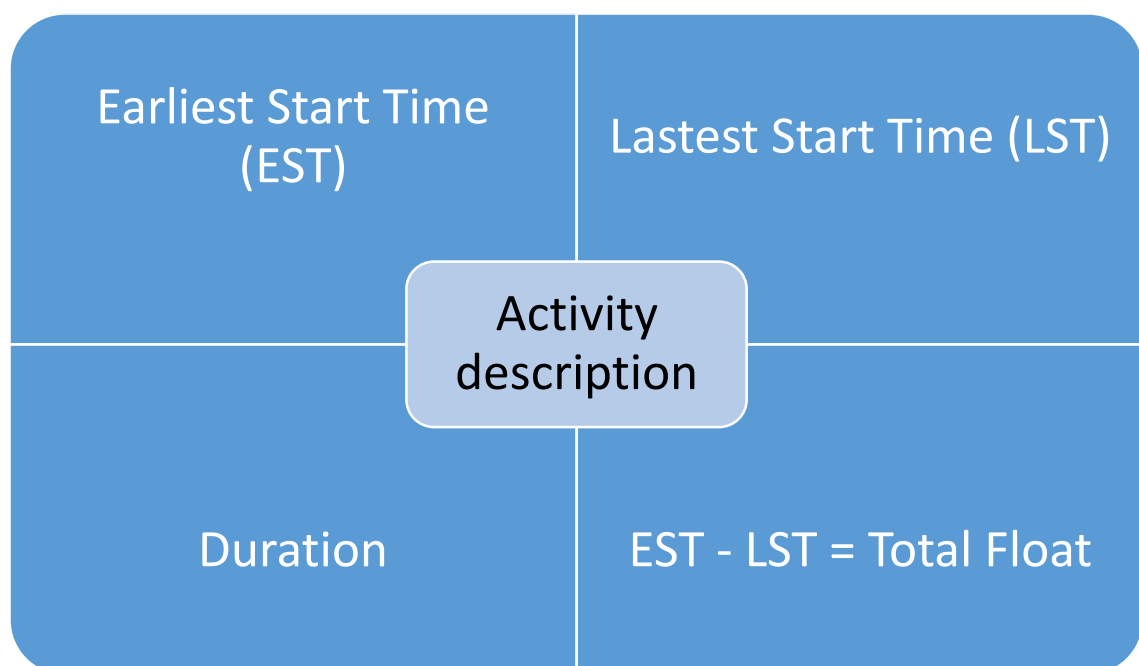 Earliest Start Time
(EST)
Lastest Start Time (LST)
Activity
description
Duration
EST - LST = Total Float